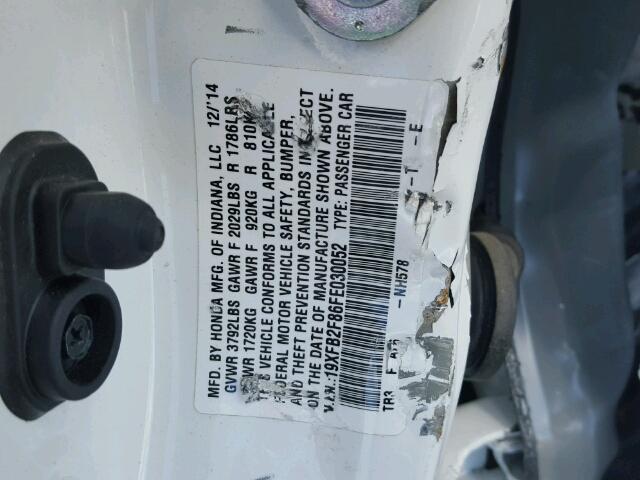 MFD. BY HONDA MFG. OF INDIANA, LLC 12/'14
GVWR 3792LBS GAWR F 2029LBS R 1786LBS
GVWR 1720KG GAWR F 920KG R 810KG
VEHICLE CONFORMS TO ALL APPLICABLE
FEDERAL MOTOR VEHICLE SAFETY, BUMPER,
AND THEFT PREVENTION STANDARDS IN EFFECT
ON THE DATE OF MANUFACTURE SHOWN ABOVE.
V.I.N.: 19XFB2F86FE030052 TYPE: PASSENGER CAR
NH578
TR3 -T E